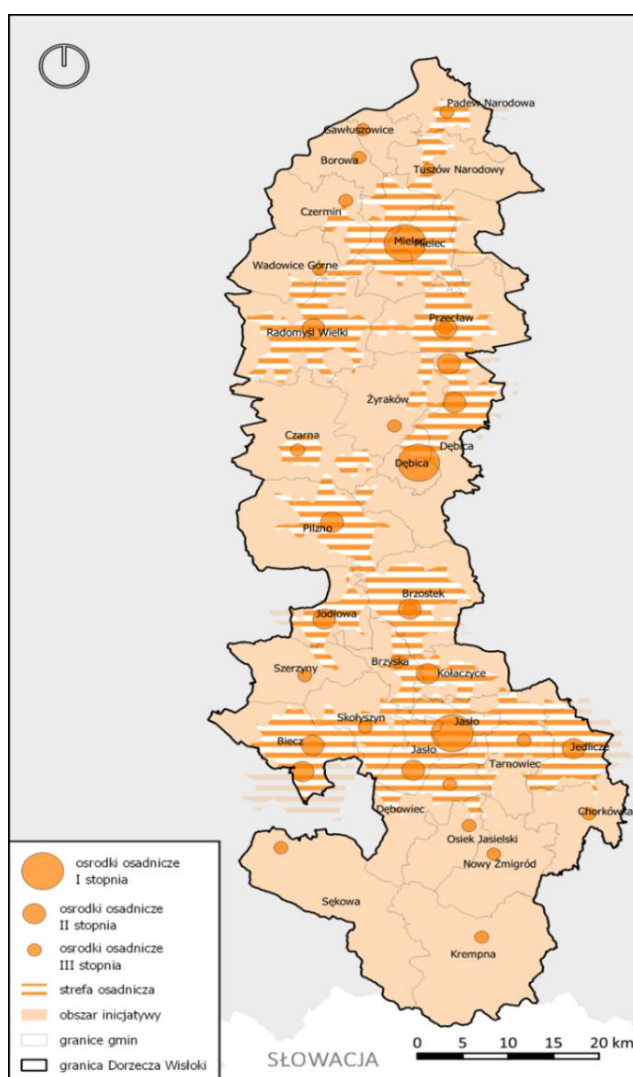 Padew Narodowa
Gawłuszowice
Borowa
Tuszów Narodowy
Czermin
Mielec
Mielec
Wadowice Górne
Przecław
Radomyśl Wielki
Żyraków
Czarna
Dębica
Dębica
Pilzno
Brzostek
Jodłowa
Brzyska
Szerzyny
Kołaczyce
Skołyszyn
Jasło
Biecz
Jasło
Jedlicze
Tarnowiec
Dębowiec
Chorkówka
Osiek Jasielski
Nowy Żmigród
Sękowa
Krempna
osrodki osadnicze
I stopnia
osrodki osadnicze
II stopnia
osrodki osadnicze
III stopnia
strefa osadnicza
obszar inicjatywy
granice gmin
granica Dorzecza Wisłoki
SŁOWACJA
0 5 10 15 20 km